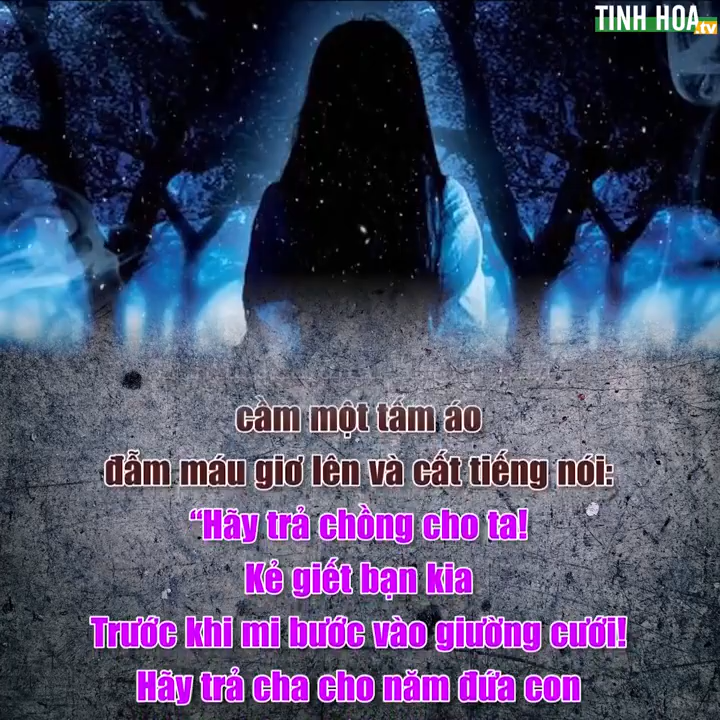 TINH HOA.tv
cầm một tấm áo
đẫm máu giơ lên và cất tiếng nói:
“Hãy trả chồng cho ta!
Kẻ giết bạn kia
Trước khi mi bước vào giường cưới!
Hãy trả cha cho năm đứa con